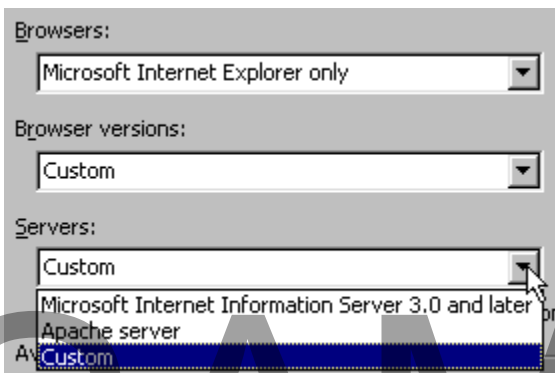 Browsers:
Microsoft Internet Explorer only
Browser versions:
Custom
Servers:
Custom
Microsoft Internet Information Server 3.0 and later
Apache server
Custom